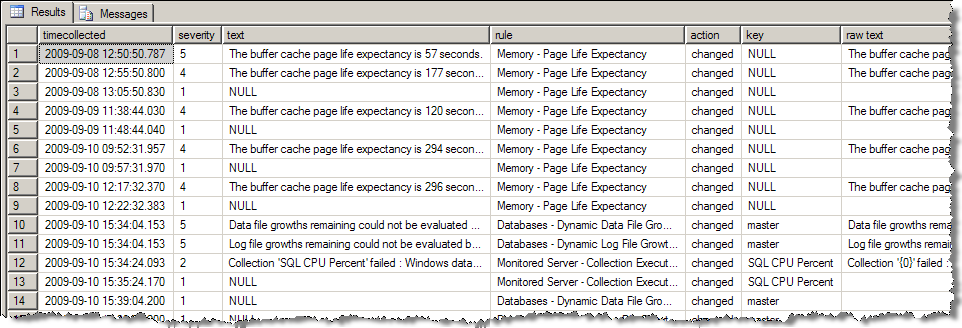 Results Messages
timecollected severity text rule action key raw text
1 2009-09-08 12:50:50.787 5 The buffer cache page life expectancy is 57 seconds. Memory - Page Life Expectancy changed NULL The buffer cache pag
2 2009-09-08 12:55:50.800 4 The buffer cache page life expectancy is 177 secon... Memory - Page Life Expectancy changed NULL The buffer cache pag
3 2009-09-08 13:05:50.830 1 NULL Memory - Page Life Expectancy changed NULL
4 2009-09-09 11:38:44.030 4 The buffer cache page life expectancy is 120 secon... Memory - Page Life Expectancy changed NULL The buffer cache pag
5 2009-09-09 11:48:44.040 1 NULL Memory - Page Life Expectancy changed NULL
6 2009-09-10 09:52:31.957 4 The buffer cache page life expectancy is 294 secon... Memory - Page Life Expectancy changed NULL The buffer cache page
7 2009-09-10 09:57:31.970 1 NULL Memory - Page Life Expectancy changed NULL
8 2009-09-10 12:17:32.370 4 The buffer cache page life expectancy is 296 secon... Memory - Page Life Expectancy changed NULL The buffer cache pa
9 2009-09-10 12:22:32.383 1 NULL Memory - Page Life Expectancy changed NULL
10 2009-09-10 15:34:04.153 5 Data file growths remaining could not be evaluated ... Databases - Dynamic Data File Gro... changed master Data file growths rem
11 2009-09-10 15:34:04.153 5 Log file growths remaining could not be evaluated b... Databases - Dynamic Log File Growt... changed master Log file growths rema
12 2009-09-10 15:34:24.093 2 Collection 'SQL CPU Percent' failed : Windows data... Monitored Server - Collection Execut... changed SQL CPU Percent Collection '{0}' failed :
13 2009-09-10 15:35:24.170 1 NULL Monitored Server - Collection Execut... changed SQL CPU Percent
14 2009-09-10 15:39:04.200 1 NULL Databases - Dynamic Data File Gro... changed master